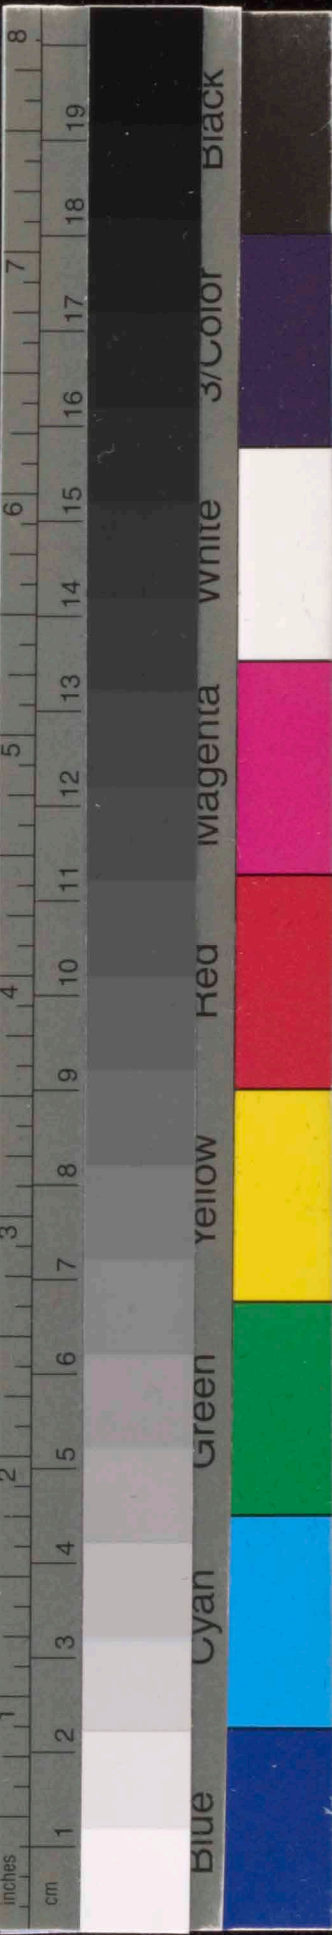 inches 1 2 3 4 5 6 7 8
cm 1 2 3 4 5 6 7 8 9 10 11 12 13 14 15 16 17 18 19
Blue Cyan Green Yellow Red Magenta White 3/Color Black